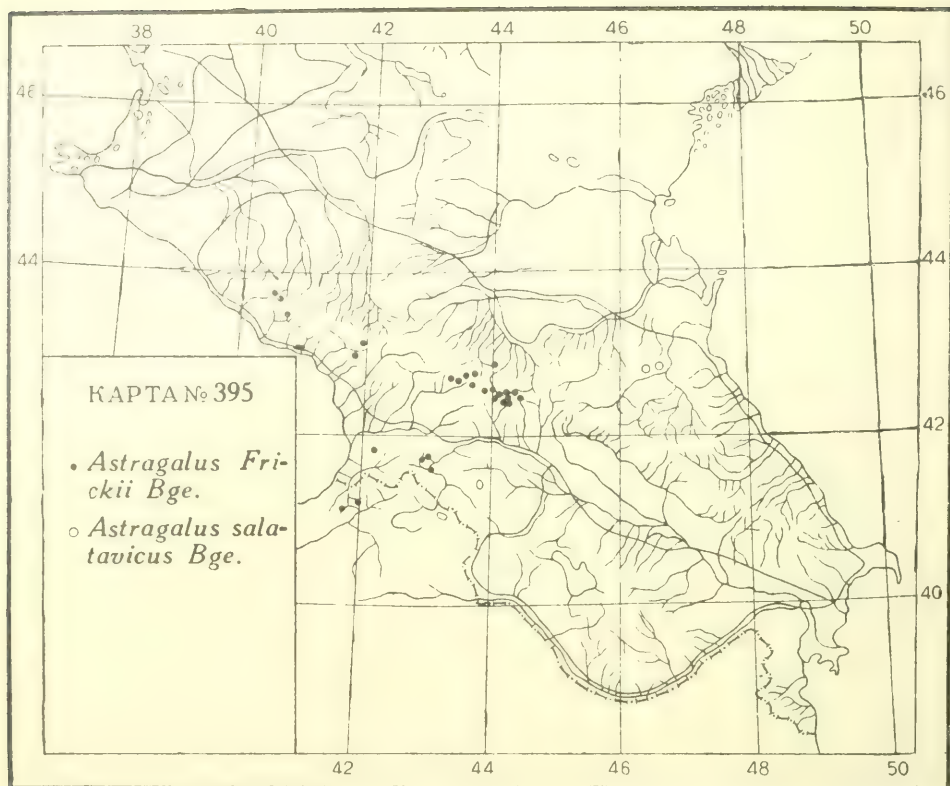 38 40 42 44 46 48 50
46 46
44 44
КАРТА № 395
• Astragalus Fri-
ckii Bge.
○ Astragalus sala-
tavicus Bge.
42
40
42 44 46 48 50